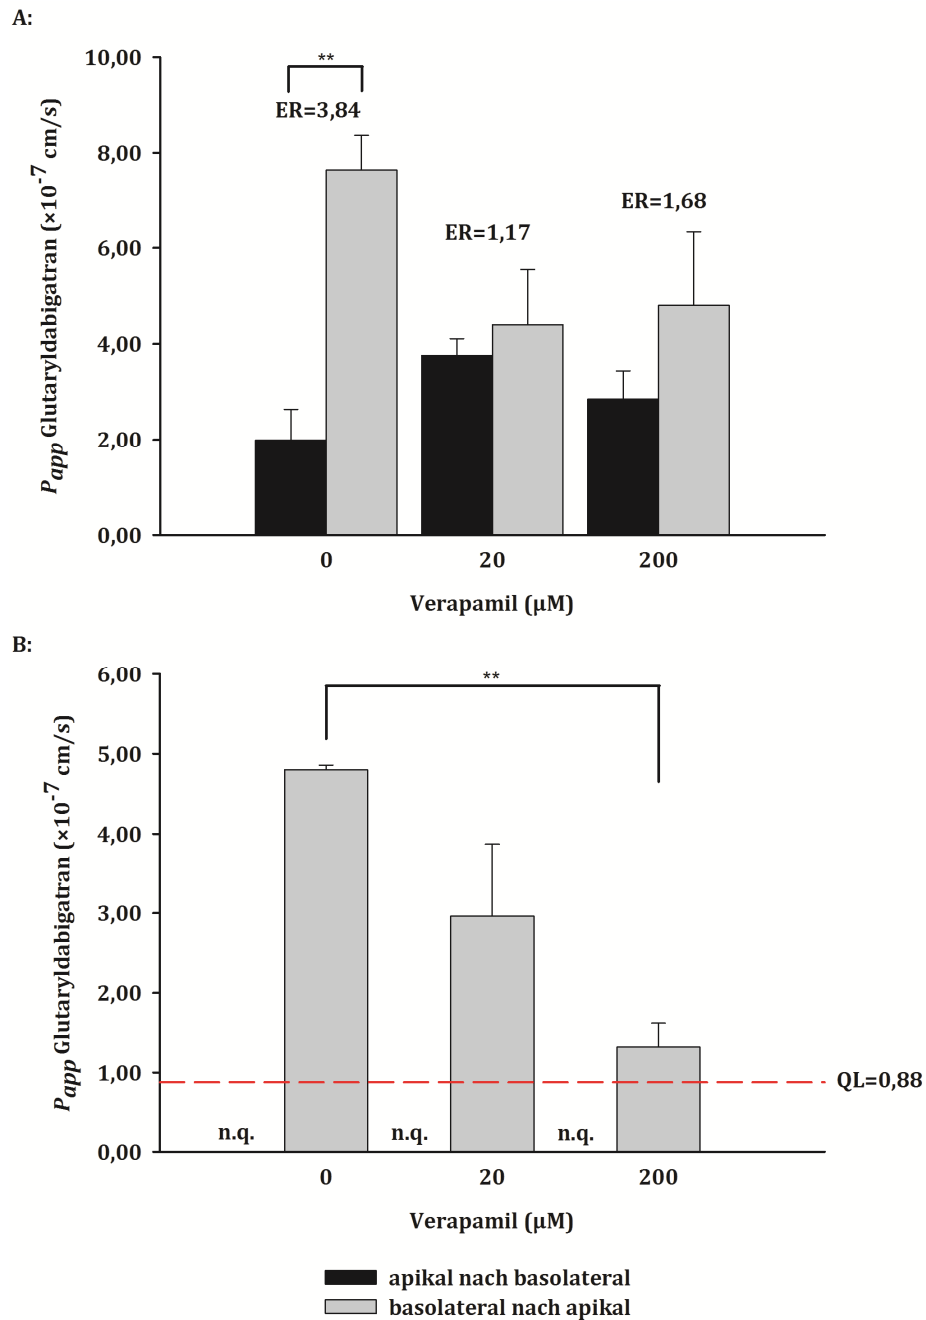 A:
10,00
8,00
6,00
4,00
2,00
0,00
Papp Glutaryldabigatran (×10-7 cm/s)
**
ER=3,84
ER=1,17
ER=1,68
0
20
200
Verapamil (µM)
B:
6,00
5,00
4,00
3,00
2,00
1,00
0,00
Papp Glutaryldabigatran (×10-7 cm/s)
**
QL=0,88
n.q.
n.q.
n.q.
0
20
200
Verapamil (µM)
apikal nach basolateral
basolateral nach apikal